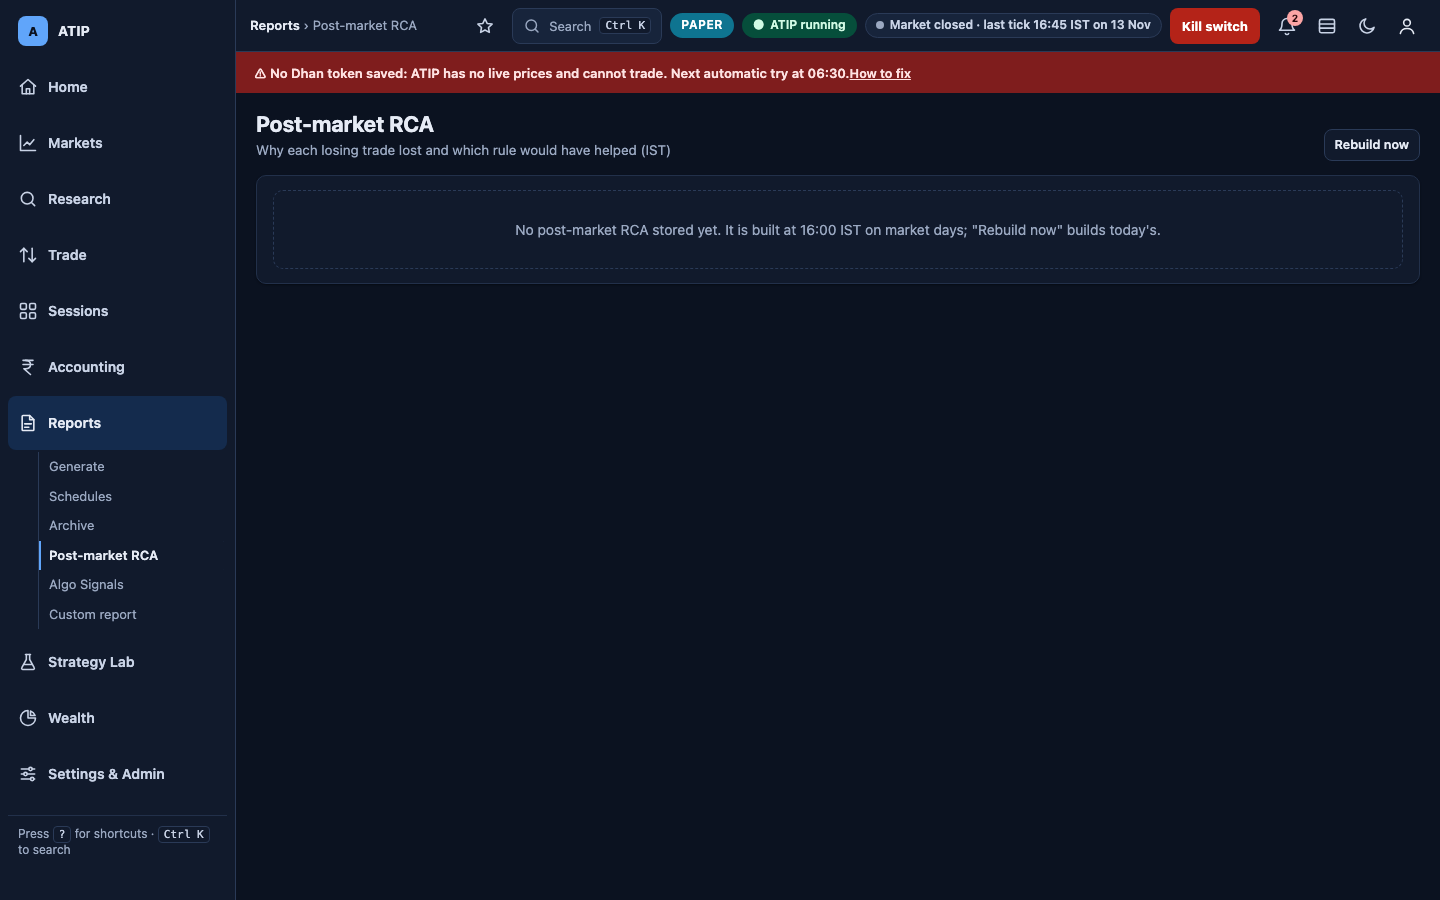 A ATIP
Home
Markets
Research
Trade
Sessions
Accounting
Reports
Generate
Schedules
Archive
Post-market RCA
Algo Signals
Custom report
Strategy Lab
Wealth
Settings & Admin
Press ? for shortcuts · Ctrl K
to search
Reports › Post-market RCA
Search Ctrl K
PAPER
ATIP running
Market closed · last tick 16:45 IST on 13 Nov
Kill switch
2
⚠ No Dhan token saved: ATIP has no live prices and cannot trade. Next automatic try at 06:30.How to fix
Post-market RCA
Why each losing trade lost and which rule would have helped (IST)
Rebuild now
No post-market RCA stored yet. It is built at 16:00 IST on market days; "Rebuild now" builds today's.